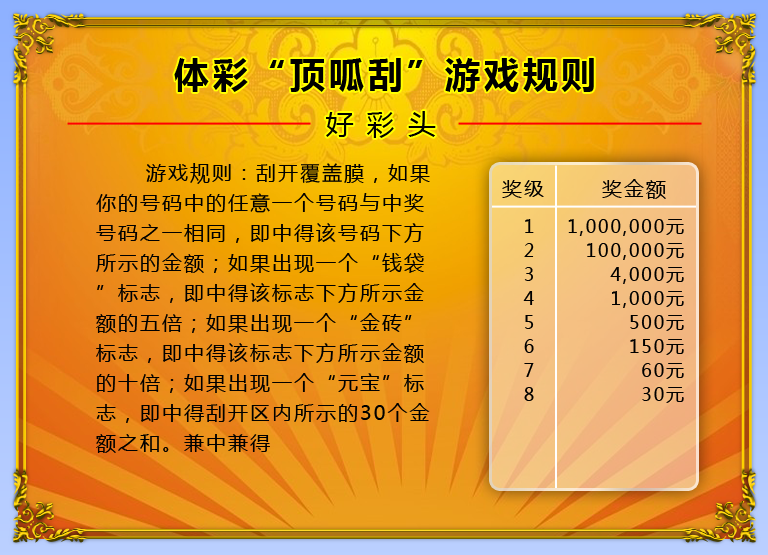 体彩“顶呱刮”游戏规则
好彩头
游戏规则：刮开覆盖膜，如果
你的号码中的任意一个号码与中奖
号码之一相同，即中得该号码下方
所示的金额；如果出现一个“钱袋
”标志，即中得该标志下方所示金
额的五倍；如果出现一个“金砖”
标志，即中得该标志下方所示金额
的十倍；如果出现一个“元宝”标
志，即中得刮开区内所示的30个金
额之和。兼中兼得
奖级 奖金额
1 1,000,000元
2 100,000元
3 4,000元
4 1,000元
5 500元
6 150元
7 60元
8 30元